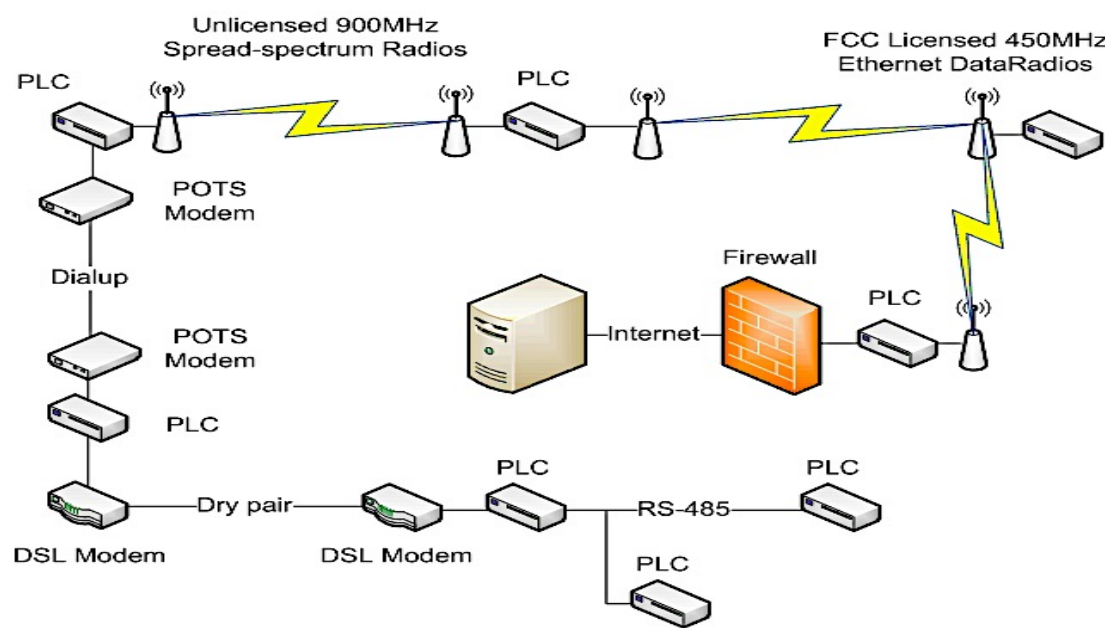 Unlicensed 900MHz
Spread-spectrum Radios
FCC Licensed 450MHz
Ethernet DataRadios
PLC
PLC
POTS
Modem
Dialup
Firewall
PLC
Internet
POTS
Modem
PLC
PLC
PLC
Dry pair
RS-485
DSL Modem
DSL Modem
PLC